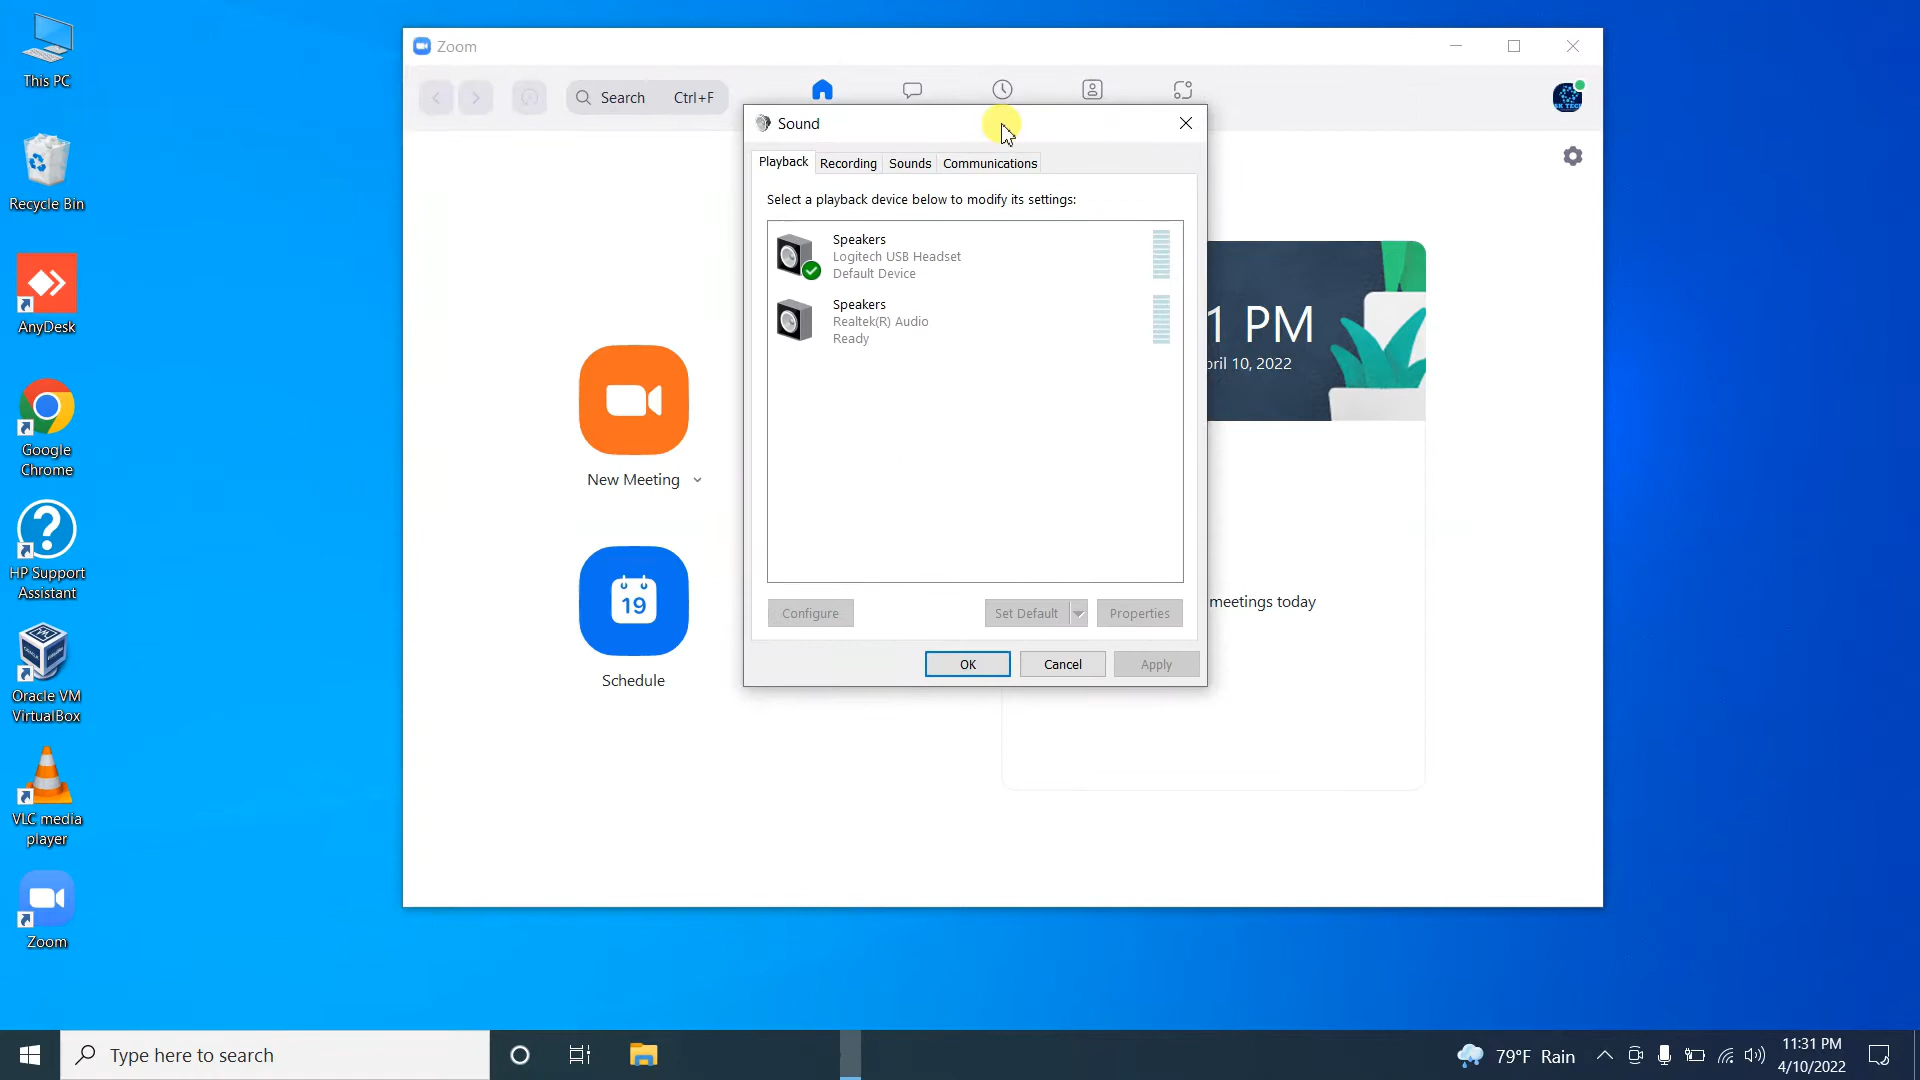 This PC
Recycle Bin
AnyDesk
Google
Chrome
HP Support
Assistant
Oracle VM
VirtualBox
VLC media
player
Zoom
Zoom
Search Ctrl+F
Sound
Playback Recording Sounds Communications
Select a playback device below to modify its settings:
Speakers
Logitech USB Headset
Default Device
Speakers
Realtek(R) Audio
Ready
Configure Set Default Properties
OK Cancel Apply
1 PM
pril 10, 2022
meetings today
New Meeting
19
Schedule
Type here to search
79°F Rain
11:31 PM
4/10/2022